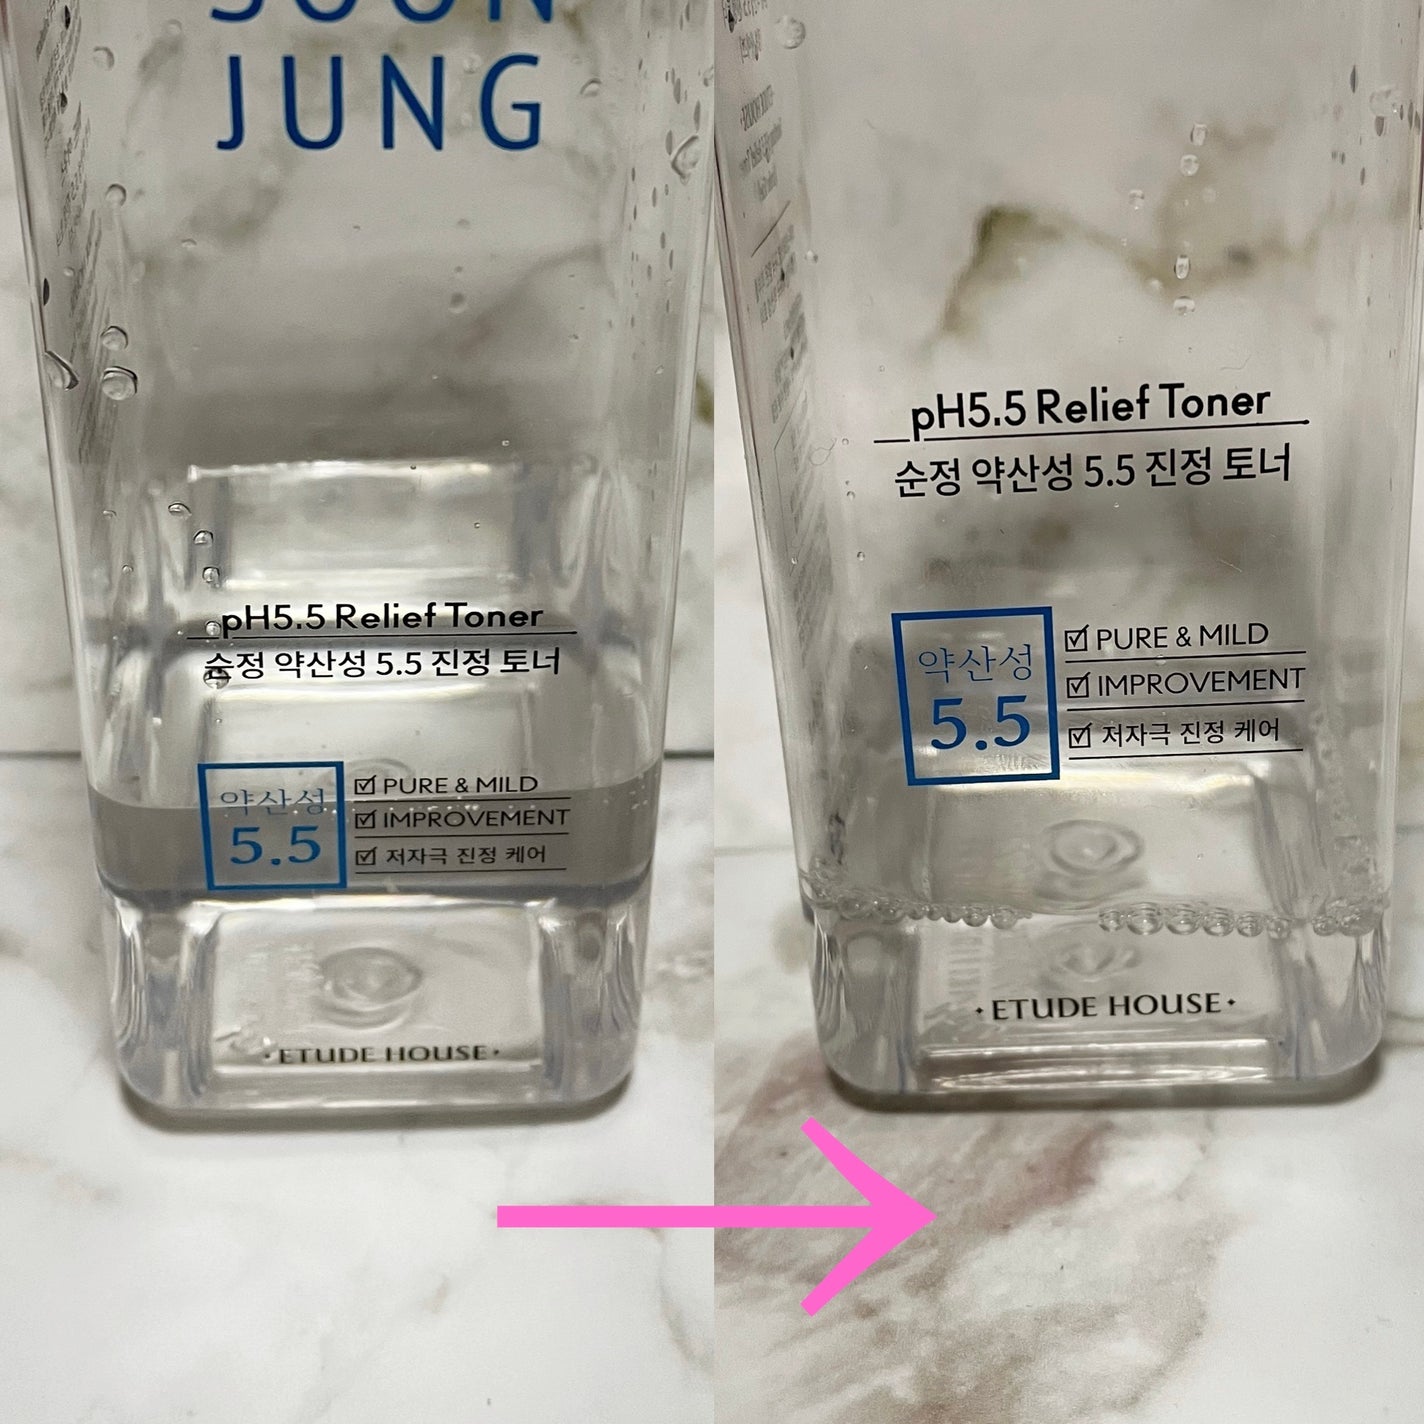 SOON
JUNG
pH5.5 Relief Toner
순정 약산성 5.5 진정 토너
약산성
5.5
PURE & MILD
IMPROVEMENT
저자극 진정 케어
·ETUDE HOUSE·
pH5.5 Relief Toner
순정 약산성 5.5 진정 토너
약산성
5.5
PURE & MILD
IMPROVEMENT
저자극 진정 케어
·ETUDE HOUSE·